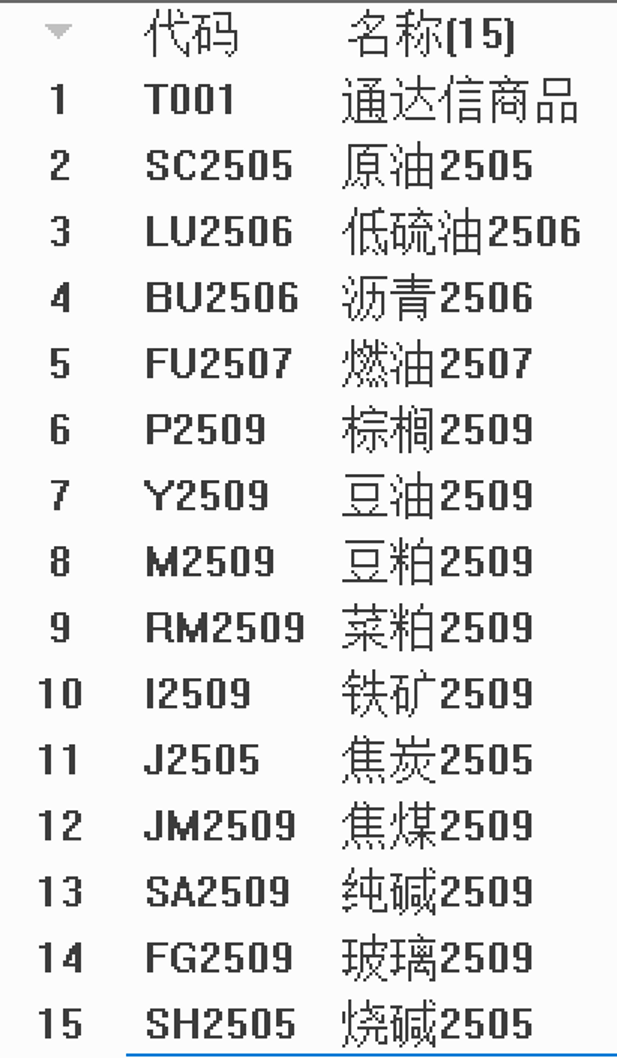 代码 名称(15)
1 T001 通达信商品
2 SC2505 原油2505
3 LU2506 低硫油2506
4 BU2506 沥青2506
5 FU2507 燃油2507
6 P2509 棕榈2509
7 Y2509 豆油2509
8 M2509 豆粕2509
9 RM2509 菜粕2509
10 I2509 铁矿2509
11 J2505 焦炭2505
12 JM2509 焦煤2509
13 SA2509 纯碱2509
14 FG2509 玻璃2509
15 SH2505 烧碱2505